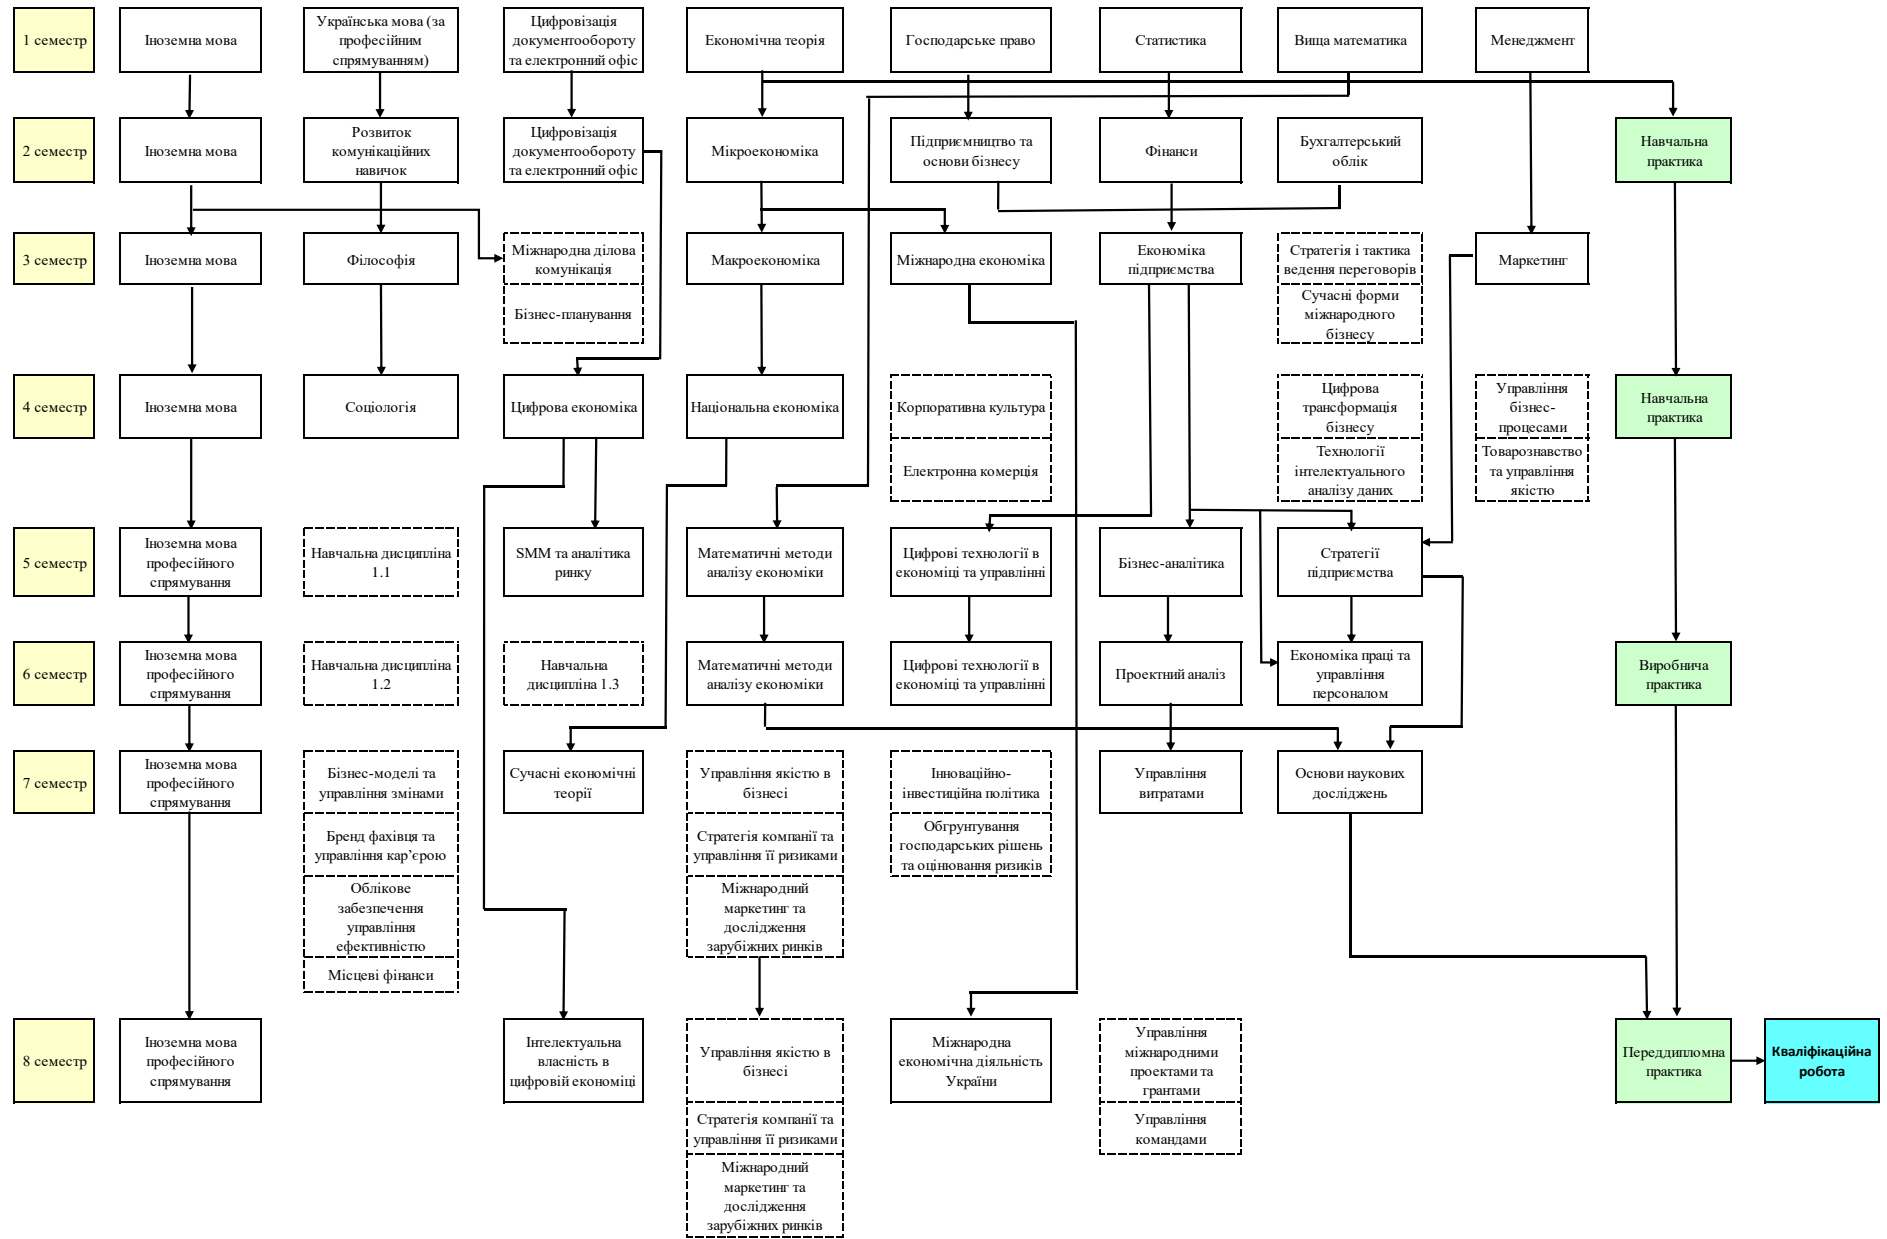 1 семестр
Іноземна мова
Українська мова (за
професійним
спрямуванням)
Цифровізація
документообороту
та електронний офіс
Економічна теорія
Господарське право
Статистика
Вища математика
Менеджмент
2 семестр
Іноземна мова
Розвиток
комунікаційних
навичок
Цифровізація
документообороту
та електронний офіс
Мікроекономіка
Підприємництво та
основи бізнесу
Фінанси
Бухгалтерський
облік
Навчальна
практика
3 семестр
Іноземна мова
Філософія
Міжнародна ділова
комунікація
Бізнес-планування
Макроекономіка
Міжнародна економіка
Економіка
підприємства
Стратегія і тактика
ведення переговорів
Сучасні форми
міжнародного
бізнесу
Маркетинг
4 семестр
Іноземна мова
Соціологія
Цифрова економіка
Національна економіка
Корпоративна культура
Електронна комерція
Цифрова
трансформація
бізнесу
Технології
інтелектуального
аналізу даних
Управління
бізнес-
процесами
Товарознавство
та управління
якістю
Навчальна
практика
5 семестр
Іноземна мова
професійного
спрямування
Навчальна дисципліна
1.1
SMM та аналітика
ринку
Математичні методи
аналізу економіки
Цифрові технології в
економіці та управлінні
Бізнес-аналітика
Стратегії
підприємства
6 семестр
Іноземна мова
професійного
спрямування
Навчальна дисципліна
1.2
Навчальна
дисципліна 1.3
Математичні методи
аналізу економіки
Цифрові технології в
економіці та управлінні
Проектний аналіз
Економіка праці та
управління
персоналом
Виробнича
практика
7 семестр
Іноземна мова
професійного
спрямування
Бізнес-моделі та
управління змінами
Бренд фахівця та
управління кар’єрою
Облікове
забезпечення
управління
ефективністю
Місцеві фінанси
Сучасні економічні
теорії
Управління якістю в
бізнесі
Стратегія компанії та
управління її ризиками
Міжнародний
маркетинг та
дослідження
зарубіжних ринків
Інноваційно-
інвестиційна політика
Обгрунтування
господарських рішень
та оцінювання ризиків
Управління
витратами
Основи наукових
досліджень
8 семестр
Іноземна мова
професійного
спрямування
Інтелектуальна
власність в
цифровій економіці
Управління якістю в
бізнесі
Стратегія компанії та
управління її ризиками
Міжнародний
маркетинг та
дослідження
зарубіжних ринків
Міжнародна
економічна діяльність
України
Управління
міжнародними
проектами та
грантами
Управління
командами
Переддипломна
практика
Кваліфікаційна
робота